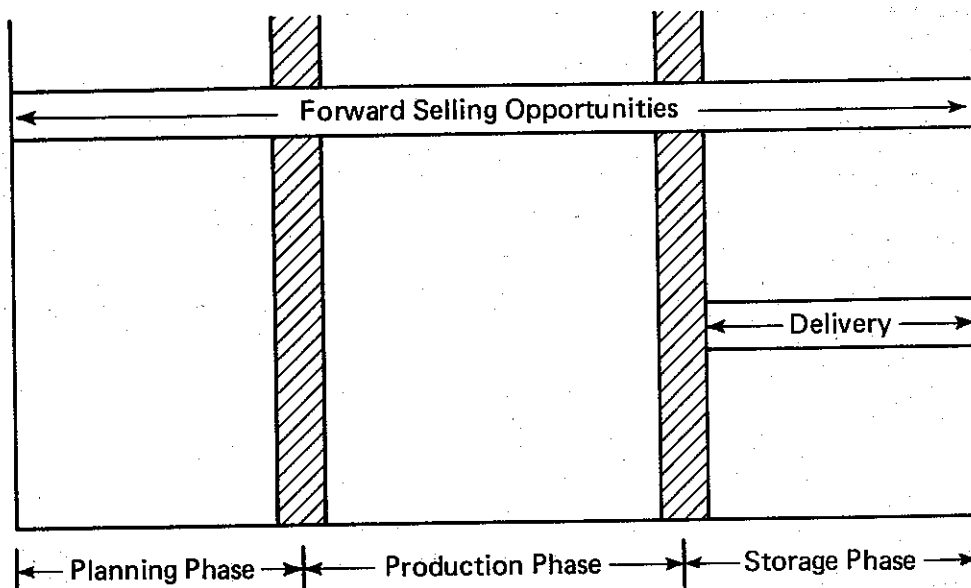 Forward Selling Opportunities
Delivery
Planning Phase
Production Phase
Storage Phase